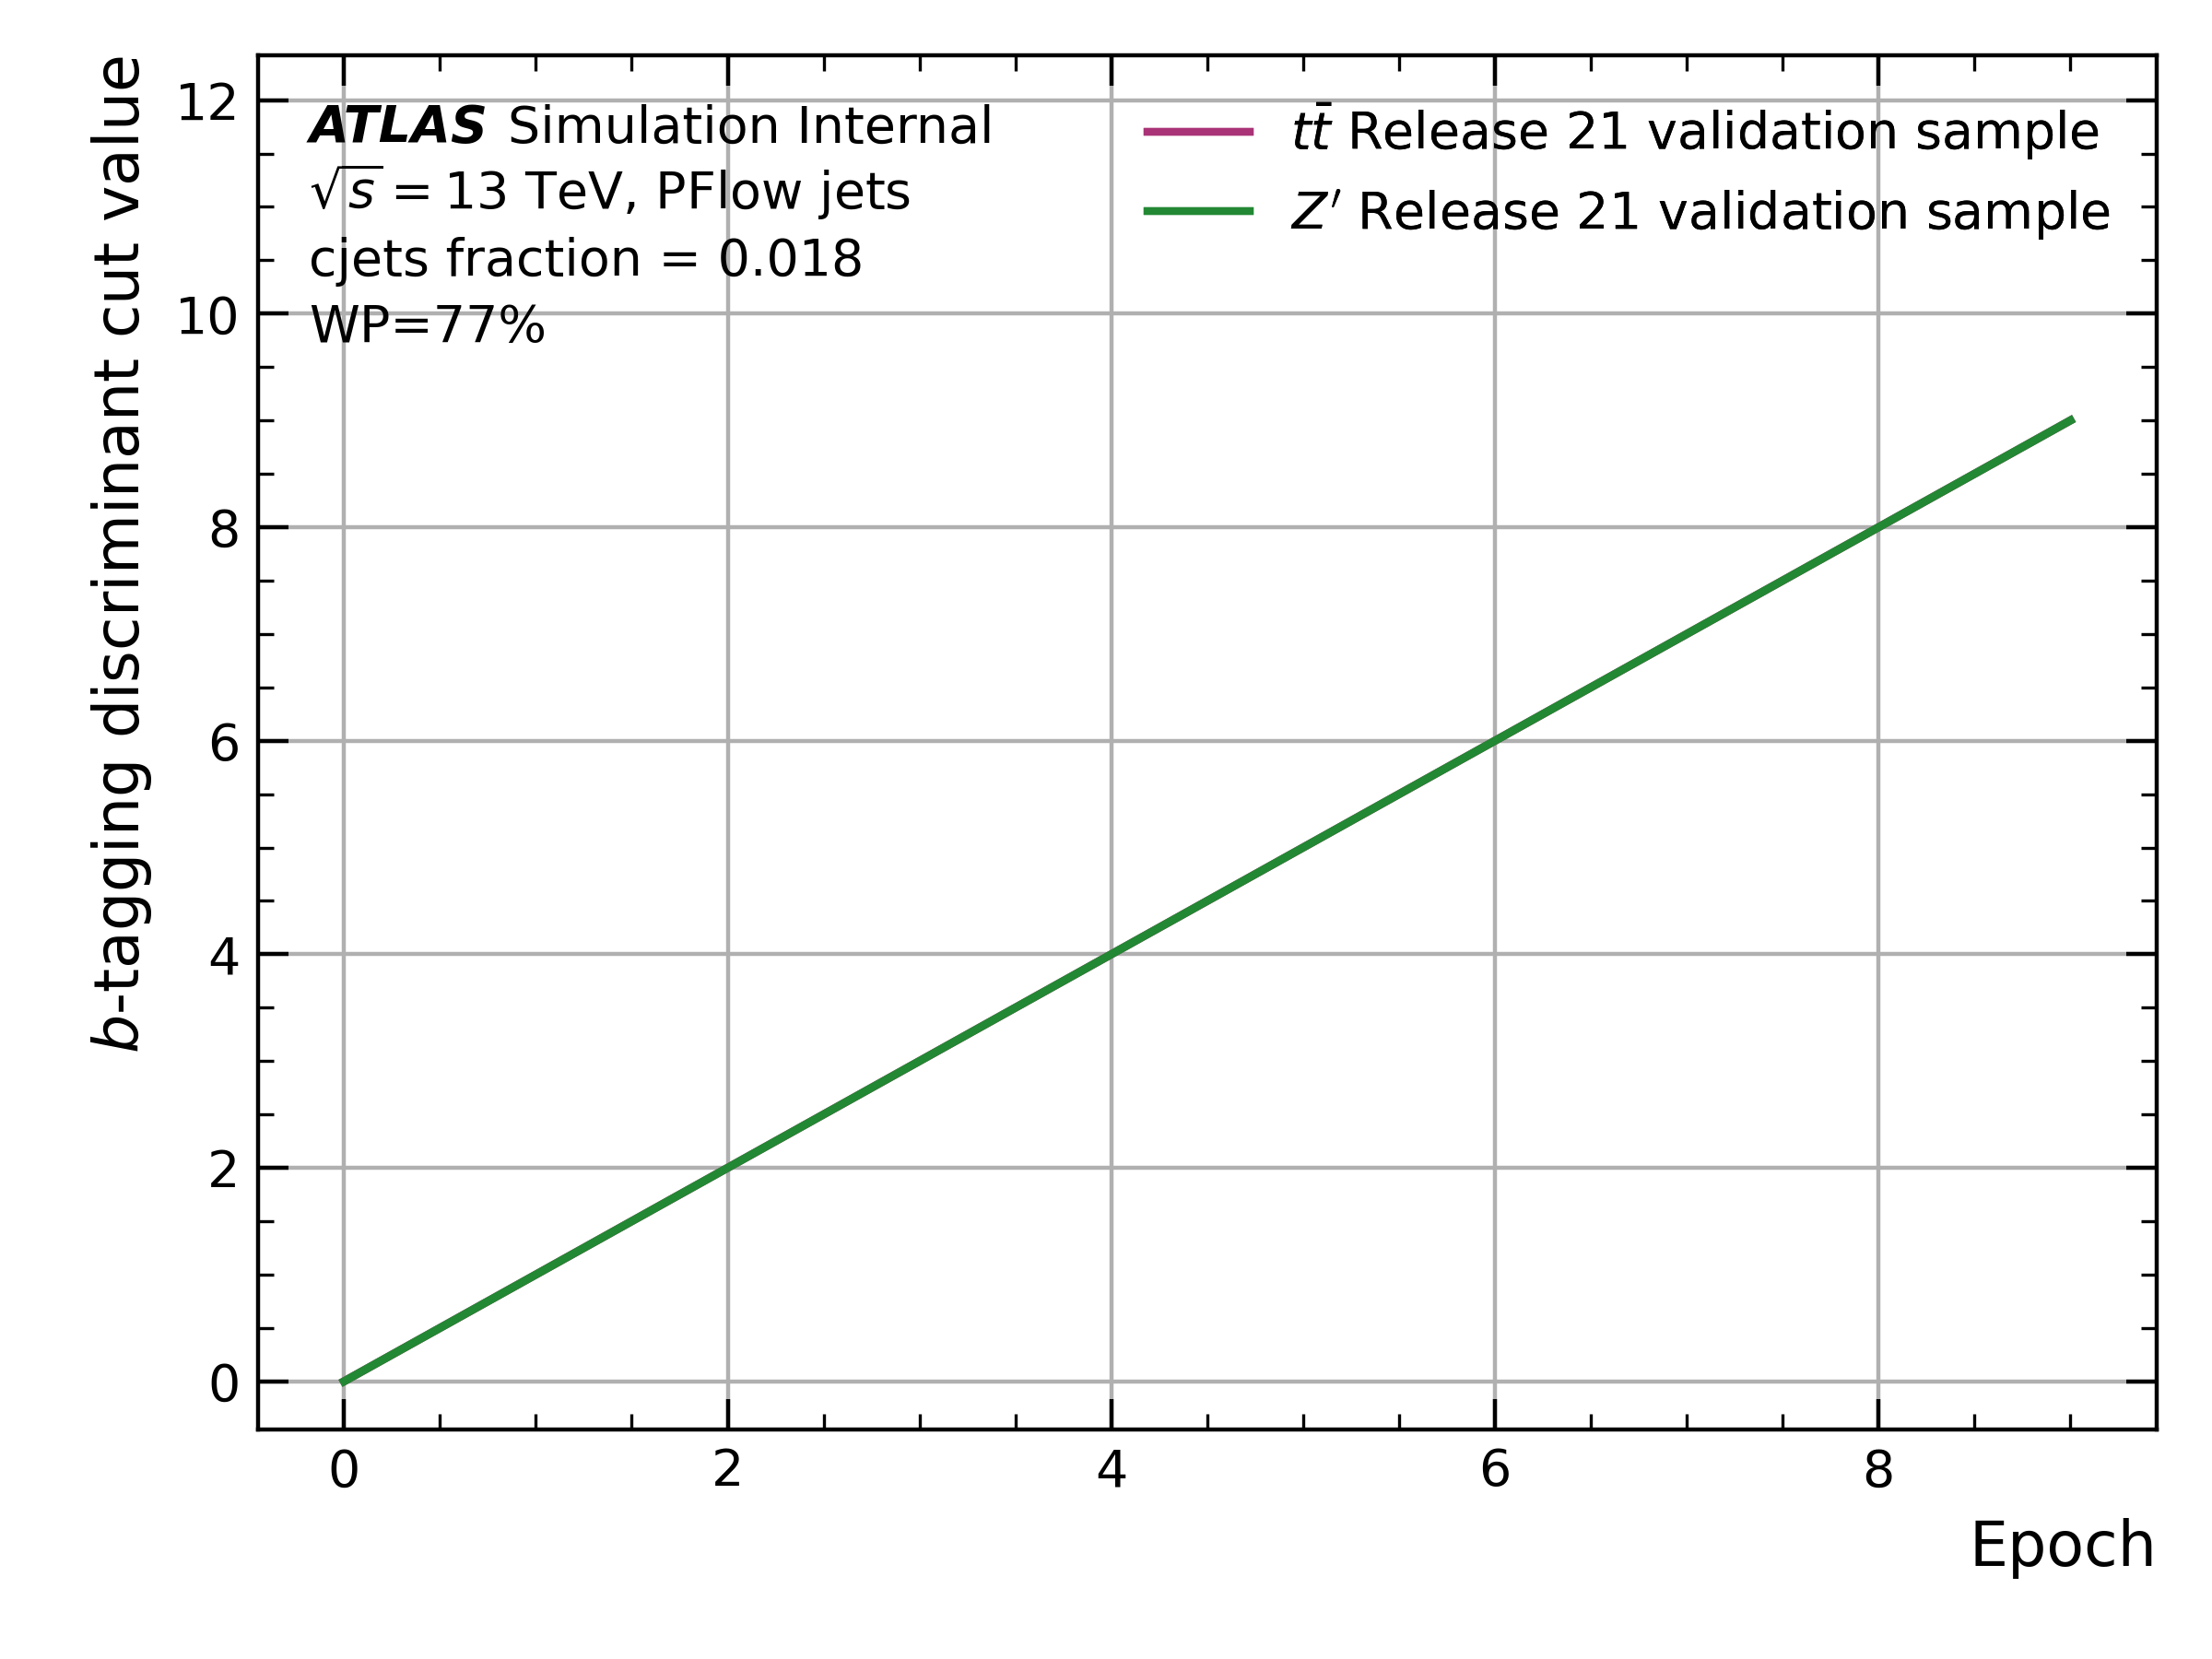 b-tagging discriminant cut value
12
10
8
6
4
2
0
ATLAS Simulation Internal
√s = 13 TeV, PFlow jets
cjets fraction = 0.018
WP=77%
tt̄ Release 21 validation sample
Z′ Release 21 validation sample
0 2 4 6 8
Epoch